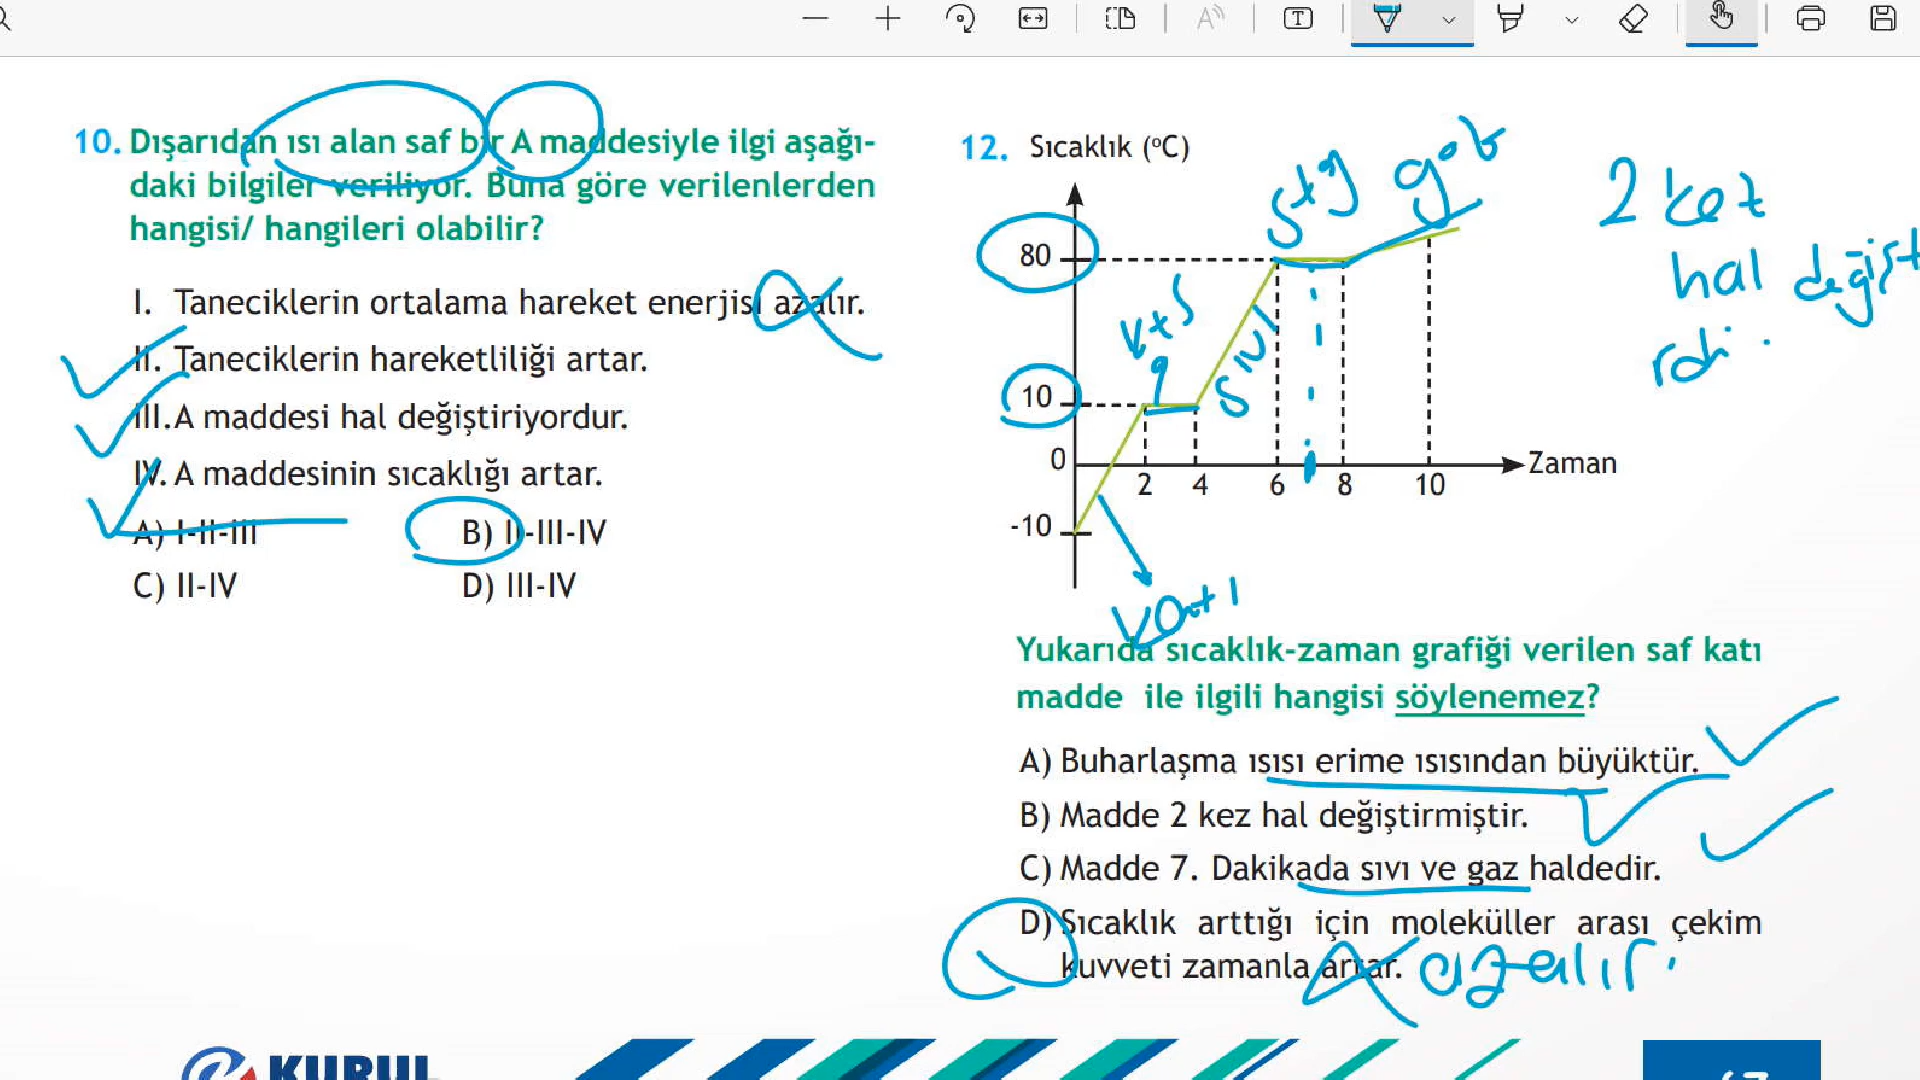 10. Dışarıdan ısı alan saf bir A maddesiyle ilgi aşağı-
daki bilgiler veriliyor. Buna göre verilenlerden
hangisi/ hangileri olabilir?
I. Taneciklerin ortalama hareket enerjisi azalır.
II. Taneciklerin hareketliliği artar.
III.A maddesi hal değiştiriyordur.
IV. A maddesinin sıcaklığı artar.
A) I-II-III
B) II-III-IV
C) II-IV
D) III-IV
KURUL
12. Sıcaklık (°C)
80
10
0
-10
2 4 6 8 10
Zaman
k+s
sıvı
s+g
gaz
katı
2 kez
hal değişt
rdi.
Yukarıda sıcaklık-zaman grafiği verilen saf katı
madde ile ilgili hangisi söylenemez?
A) Buharlaşma ısısı erime ısısından büyüktür.
B) Madde 2 kez hal değiştirmiştir.
C) Madde 7. Dakikada sıvı ve gaz haldedir.
D) Sıcaklık arttığı için moleküller arası çekim
kuvveti zamanla artar. azalır.